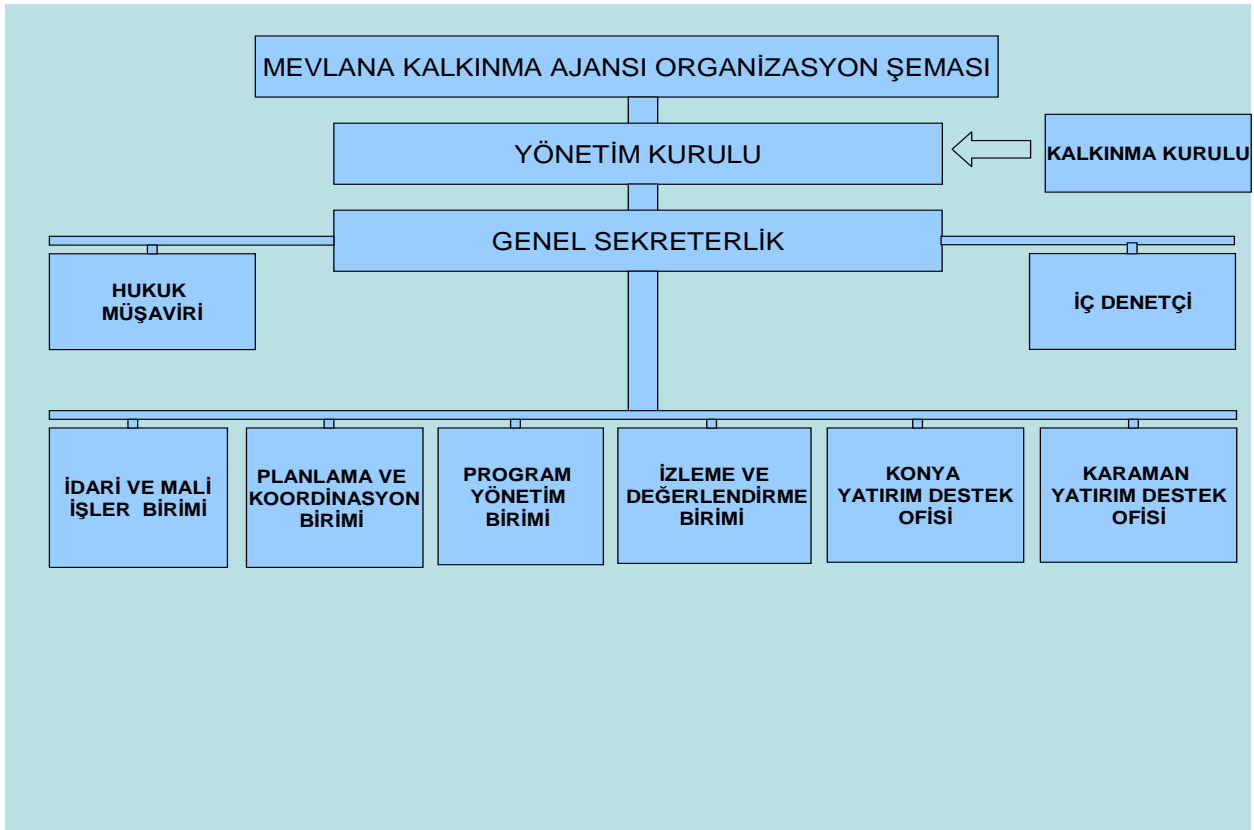 MEVLANA KALKINMA AJANSI ORGANİZASYON ŞEMASI
YÖNETİM KURULU
KALKINMA KURULU
GENEL SEKRETERLİK
HUKUK
MÜŞAVİRİ
İÇ DENETÇİ
İDARİ VE MALİ
İŞLER BİRİMİ
PLANLAMA VE
KOORDİNASYON
BİRİMİ
PROGRAM
YÖNETİM
BİRİMİ
İZLEME VE
DEĞERLENDİRME
BİRİMİ
KONYA
YATIRIM DESTEK
OFİSİ
KARAMAN
YATIRIM DESTEK
OFİSİ